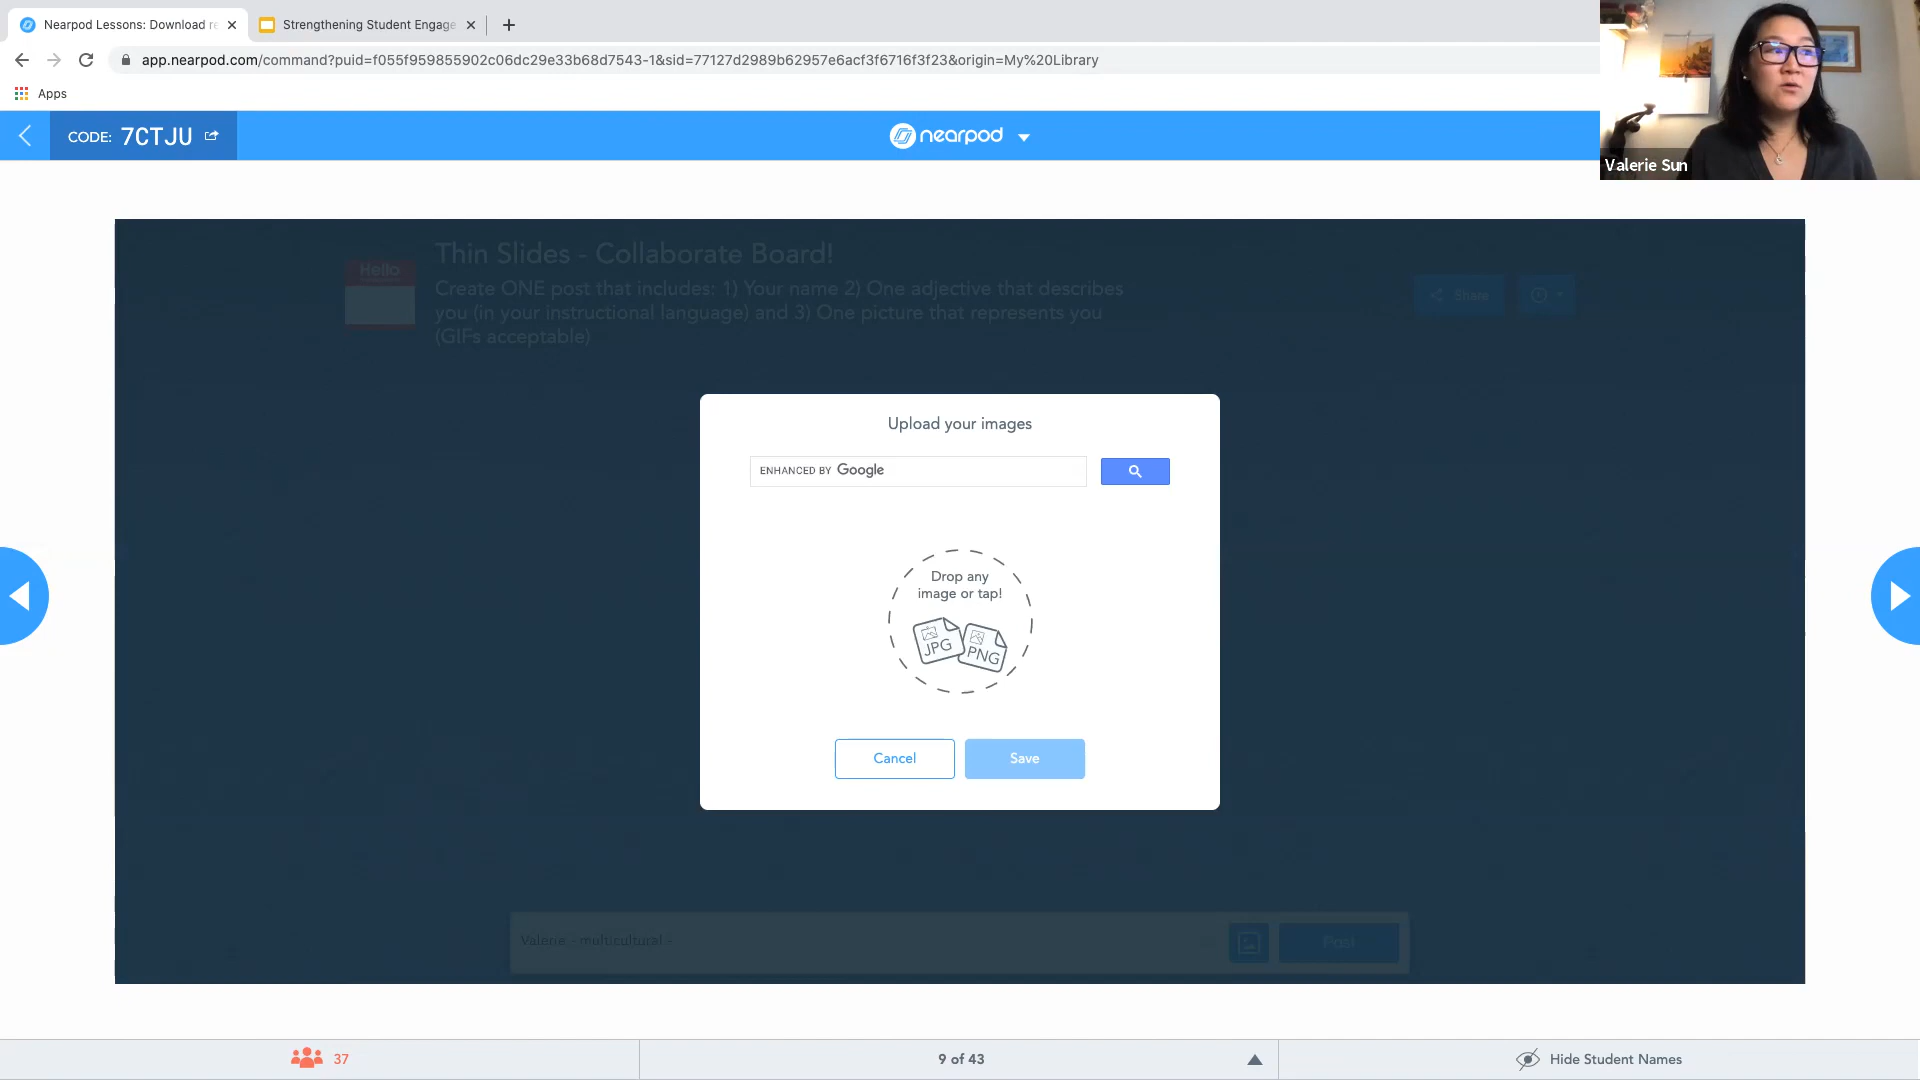 Nearpod Lessons: Download re
Strengthening Student Engage
app.nearpod.com/command?puid=f055f959855902c06dc29e33b68d7543-1&sid=77127d2989b62957e6acf3f6716f3f23&origin=My%20Library
Apps
CODE: 7CTJU
nearpod
Valerie Sun
Hello
Thin Slides - Collaborate Board!
Create ONE post that includes: 1) Your name 2) One adjective that describes
you (in your instructional language) and 3) One picture that represents you
(GIFs acceptable)
Share
Upload your images
ENHANCED BY Google
Drop any
image or tap!
JPG
PNG
Cancel
Save
Valerie - multicultural -
Post
37
9 of 43
Hide Student Names